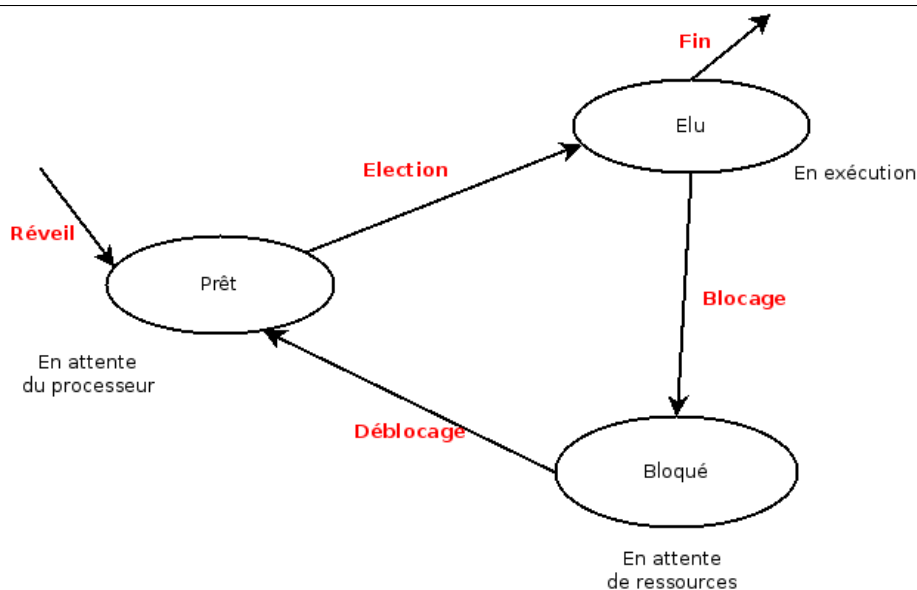 Fin
Elu
En exécution
Election
Réveil
Prêt
En attente
du processeur
Blocage
Déblocage
Bloqué
En attente
de ressources